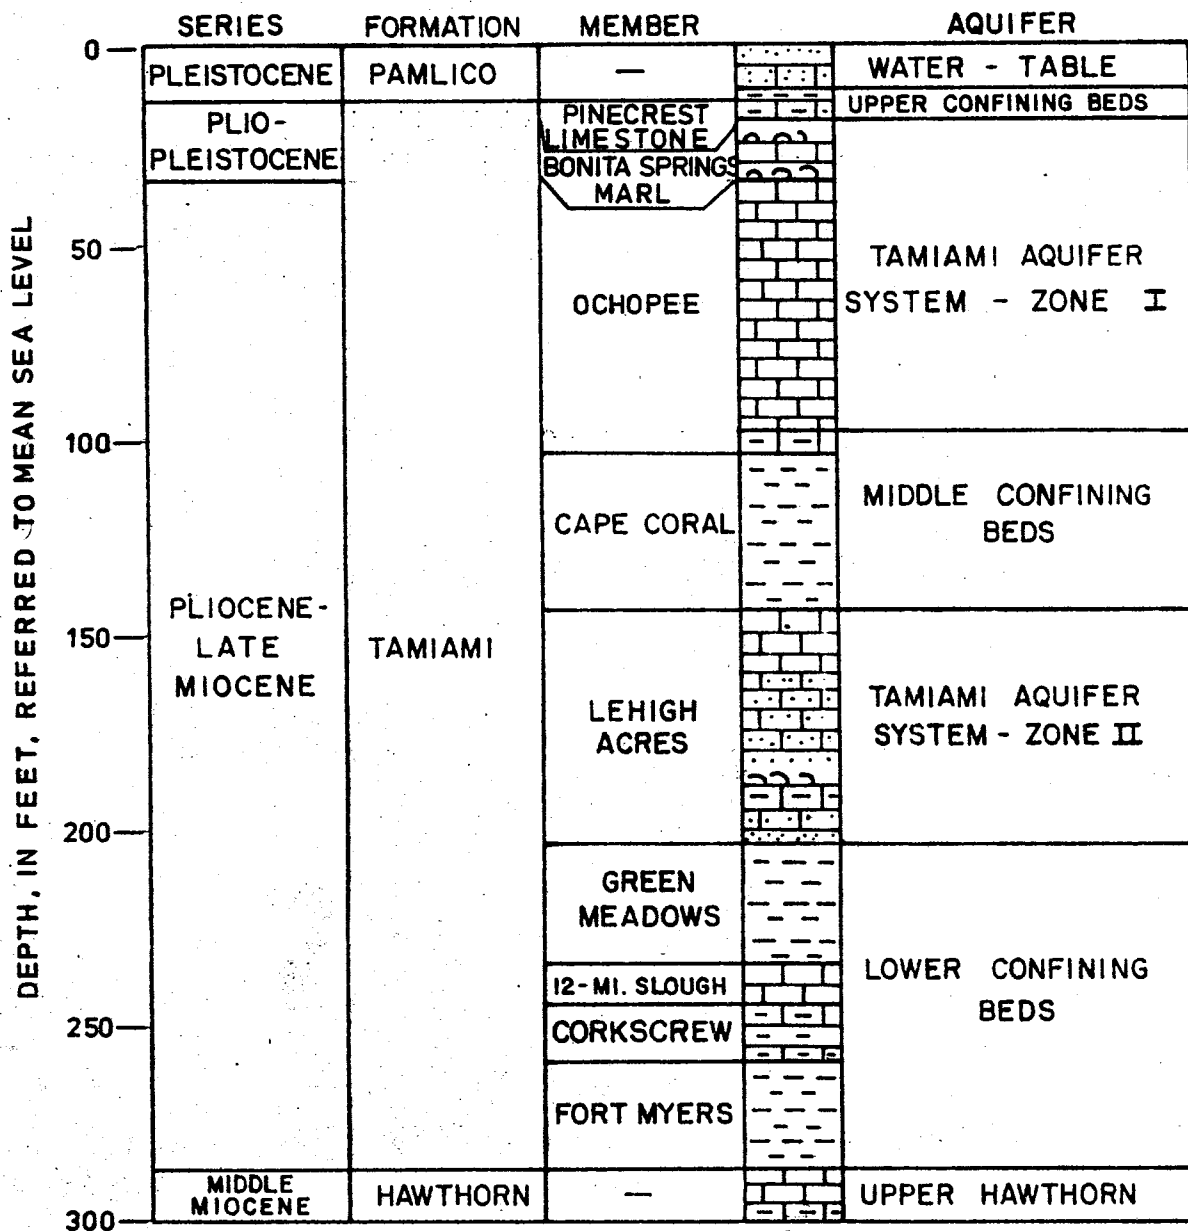 SERIES FORMATION MEMBER AQUIFER
DEPTH, IN FEET, REFERRED TO MEAN SEA LEVEL
0
50
100
150
200
250
300
PLEISTOCENE
PLIO-
PLEISTOCENE
PLIOCENE-
LATE
MIOCENE
MIDDLE
MIOCENE
PAMLICO
TAMIAMI
HAWTHORN
—
PINECREST
LIMESTONE
BONITA SPRINGS
MARL
OCHOPEE
CAPE CORAL
LEHIGH
ACRES
GREEN
MEADOWS
12-MI. SLOUGH
CORKSCREW
FORT MYERS
—
WATER - TABLE
UPPER CONFINING BEDS
TAMIAMI AQUIFER
SYSTEM - ZONE I
MIDDLE CONFINING
BEDS
TAMIAMI AQUIFER
SYSTEM - ZONE II
LOWER CONFINING
BEDS
UPPER HAWTHORN